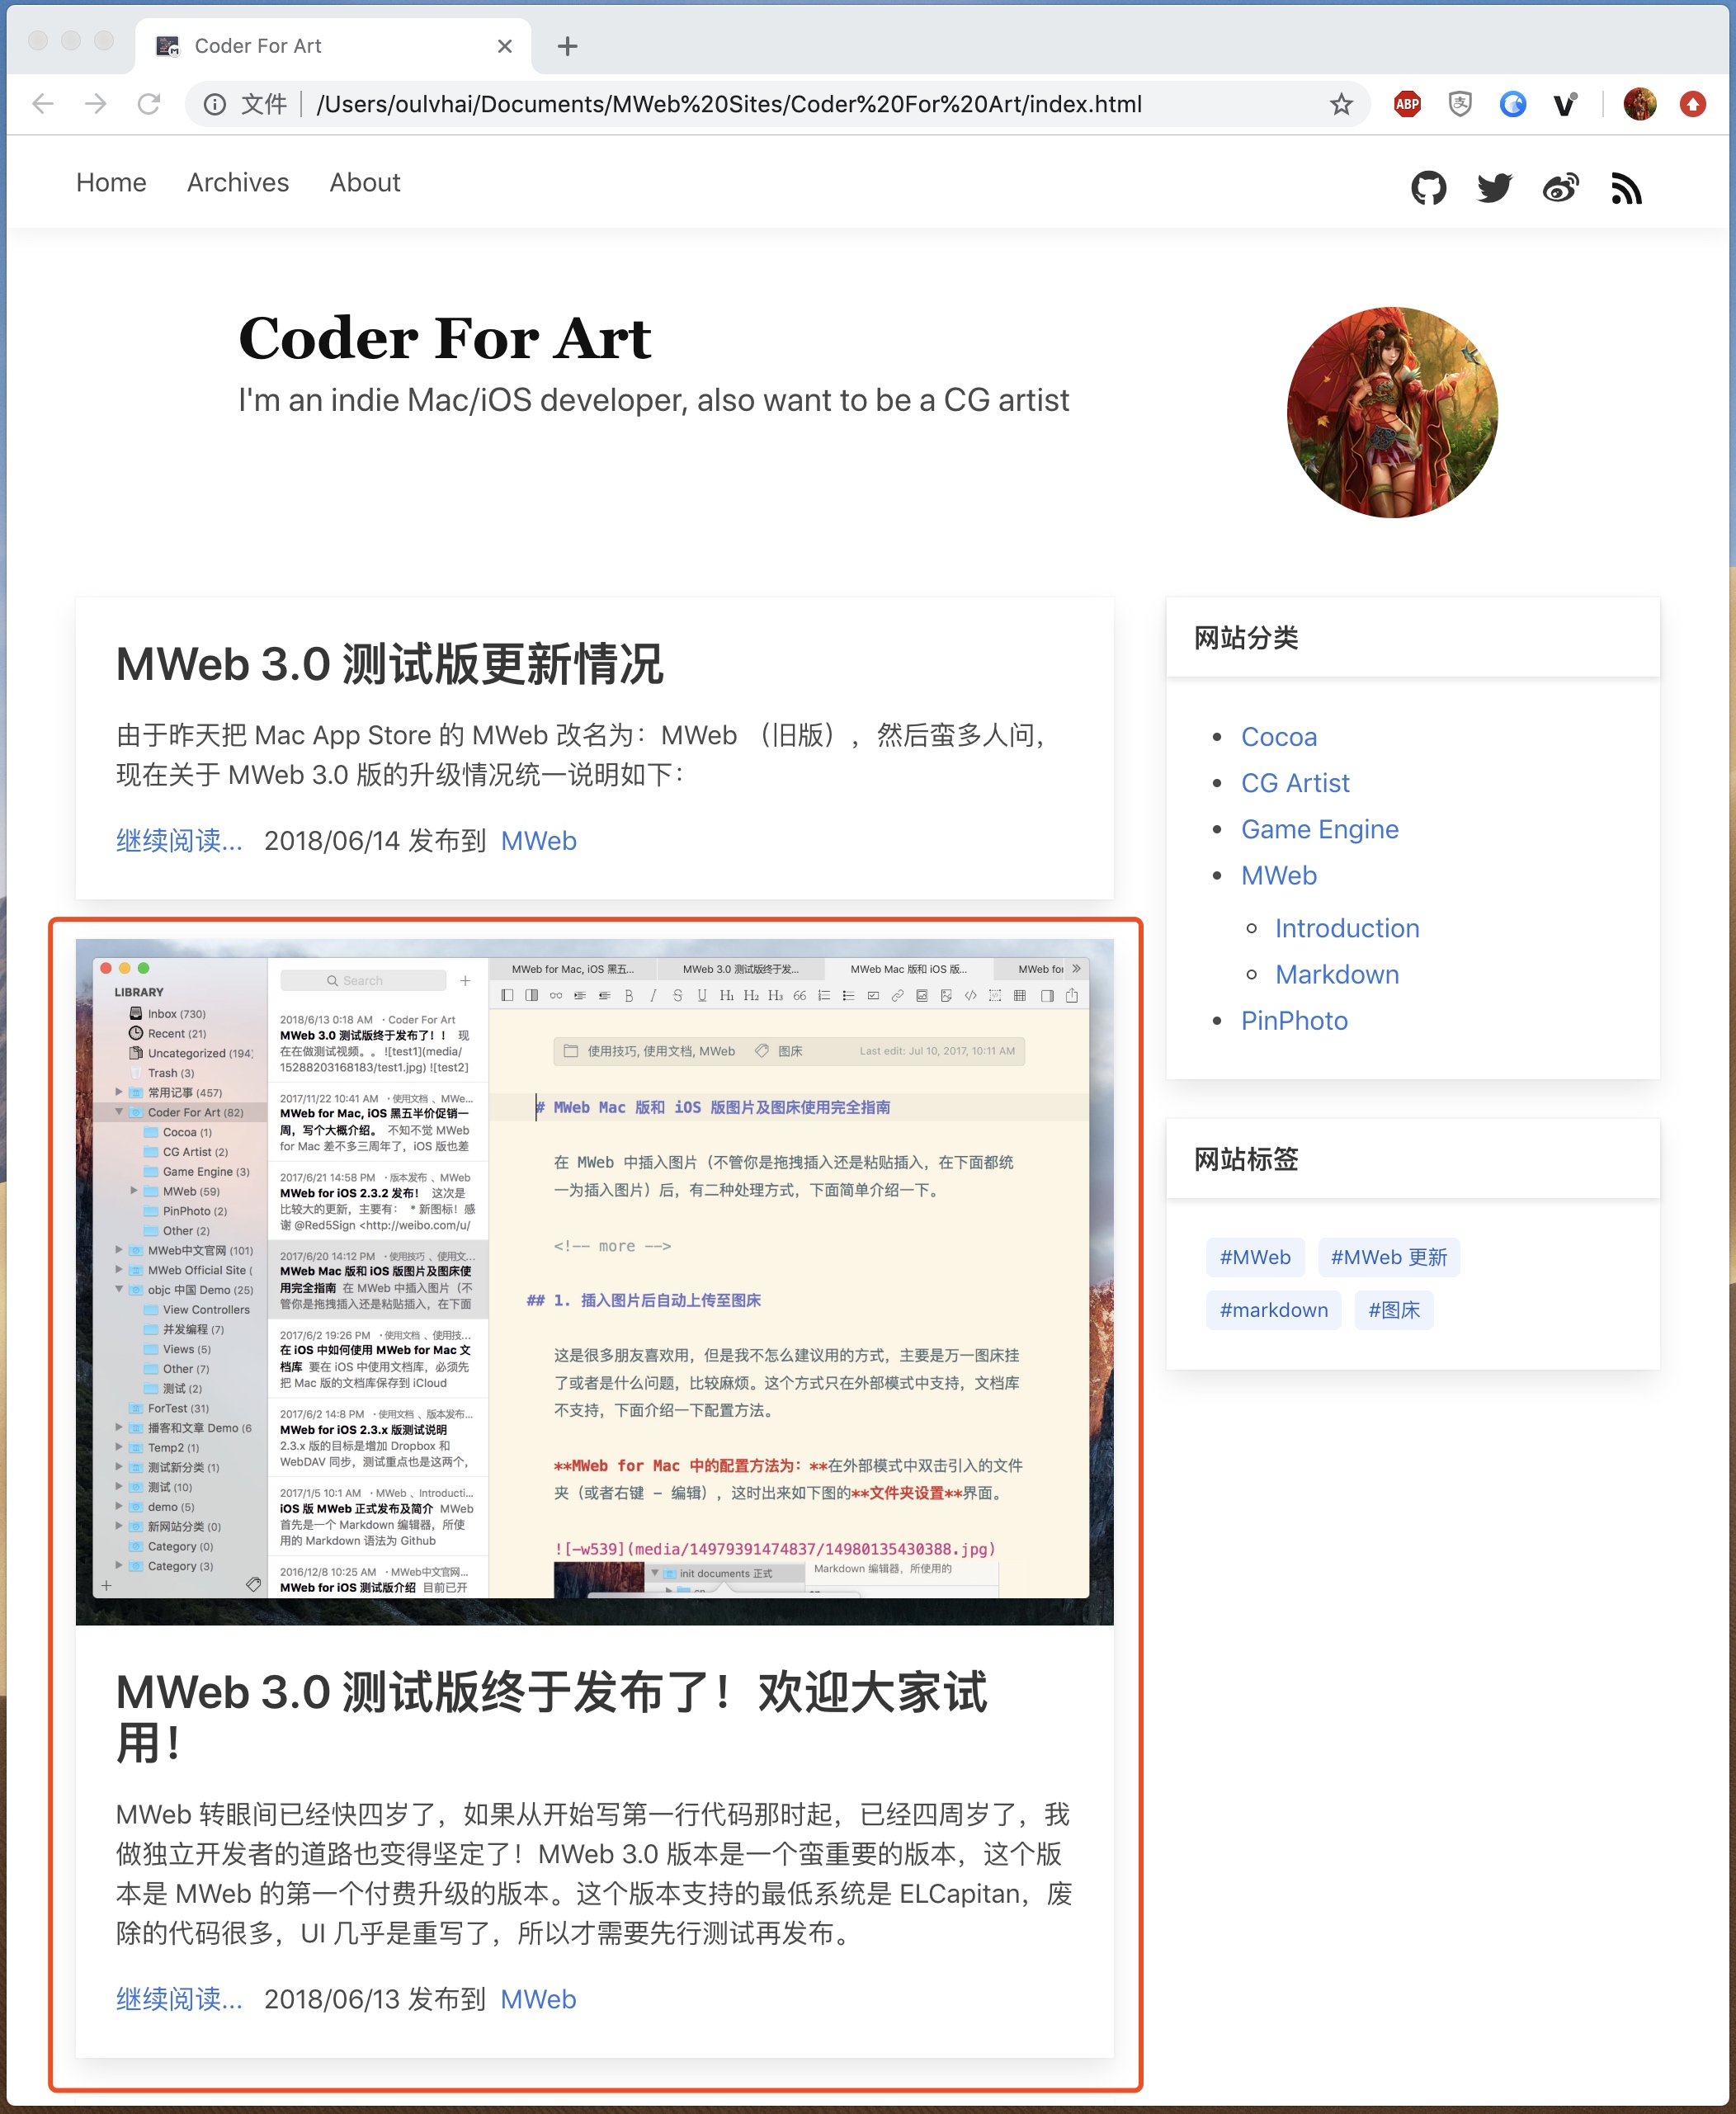 Coder For Art
文件 /Users/oulvhai/Documents/MWeb%20Sites/Coder%20For%20Art/index.html
ABP
Home Archives About
Coder For Art
I'm an indie Mac/iOS developer, also want to be a CG artist
MWeb 3.0 测试版更新情况
由于昨天把 Mac App Store 的 MWeb 改名为：MWeb （旧版），然后蛮多人问，
现在关于 MWeb 3.0 版的升级情况统一说明如下：
继续阅读... 2018/06/14 发布到 MWeb
LIBRARY
Inbox (730)
Recent (21)
Uncategorized (194)
Trash (3)
常用记事 (457)
Coder For Art (82)
Cocoa (1)
CG Artist (2)
Game Engine (3)
MWeb (59)
PinPhoto (2)
Other (2)
MWeb中文官网 (101)
MWeb Official Site (
objc 中国 Demo (25)
View Controllers
并发编程 (7)
Views (5)
Other (7)
测试 (2)
ForTest (31)
播客和文章 Demo (6
Temp2 (1)
测试新分类 (1)
测试 (10)
demo (5)
新网站分类 (0)
Category (0)
Category (3)
Search
2018/6/13 0:18 AM ・Coder For Art
MWeb 3.0 测试版终于发布了！！ 现
在在做测试视频。。![test1](media/
15288203168183/test1.jpg) ![test2]
2017/11/22 10:41 AM ・使用文档 、MWe...
MWeb for Mac, iOS 黑五半价促销一
周，写个大概介绍。 不知不觉 MWeb
for Mac 差不多三周年了，iOS 版也差
2017/6/21 14:58 PM ・版本发布 、MWeb
MWeb for iOS 2.3.2 发布！ 这次是
比较大的更新，主要有： * 新图标！感
谢 @Red5Sign <http://weibo.com/u/
2017/6/20 14:12 PM ・使用技巧 、使用文...
MWeb Mac 版和 iOS 版图片及图床使
用完全指南 在 MWeb 中插入图片（不
管你是拖拽插入还是粘贴插入，在下面
2017/6/2 19:26 PM ・使用文档 、使用技...
在 iOS 中如何使用 MWeb for Mac 文
档库 要在 iOS 中使用文档库，必须先
把 Mac 版的文档库保存到 iCloud
2017/6/2 14:8 PM ・使用文档 、版本发布...
MWeb for iOS 2.3.x 版测试说明
2.3.x 版的目标是增加 Dropbox 和
WebDAV 同步，测试重点也是这两个，
2017/1/5 10:1 AM ・MWeb 、Introducti...
iOS 版 MWeb 正式发布及简介 MWeb
首先是一个 Markdown 编辑器，所使
用的 Markdown 语法为 Github
2016/12/8 10:25 AM ・MWeb中文官网...
MWeb for iOS 测试版介绍 目前已开
MWeb for Mac, iOS 黑五... MWeb 3.0 测试版终于发... MWeb Mac 版和 iOS 版... MWeb for
使用技巧, 使用文档, MWeb 图床 Last edit: Jul 10, 2017, 10:11 AM
# MWeb Mac 版和 iOS 版图片及图床使用完全指南
在 MWeb 中插入图片（不管你是拖拽插入还是粘贴插入，在下面都统
一为插入图片）后，有二种处理方式，下面简单介绍一下。
<!-- more -->
## 1. 插入图片后自动上传至图床
这是很多朋友喜欢用，但是我不怎么建议用的方式，主要是万一图床挂
了或者是什么问题，比较麻烦。这个方式只在外部模式中支持，文档库
不支持，下面介绍一下配置方法。
**MWeb for Mac 中的配置方法为：**在外部模式中双击引入的文件
夹（或者右键 - 编辑），这时出来如下图的**文件夹设置**界面。
![-w539](media/14979391474837/14980135430388.jpg)
init documents 正式 Markdown 编辑器，所使用的
MWeb 3.0 测试版终于发布了！欢迎大家试
用！
MWeb 转眼间已经快四岁了，如果从开始写第一行代码那时起，已经四周岁了，我
做独立开发者的道路也变得坚定了！MWeb 3.0 版本是一个蛮重要的版本，这个版
本是 MWeb 的第一个付费升级的版本。这个版本支持的最低系统是 ELCapitan，废
除的代码很多，UI 几乎是重写了，所以才需要先行测试再发布。
继续阅读... 2018/06/13 发布到 MWeb
网站分类
Cocoa
CG Artist
Game Engine
MWeb
Introduction
Markdown
PinPhoto
网站标签
#MWeb #MWeb 更新
#markdown #图床